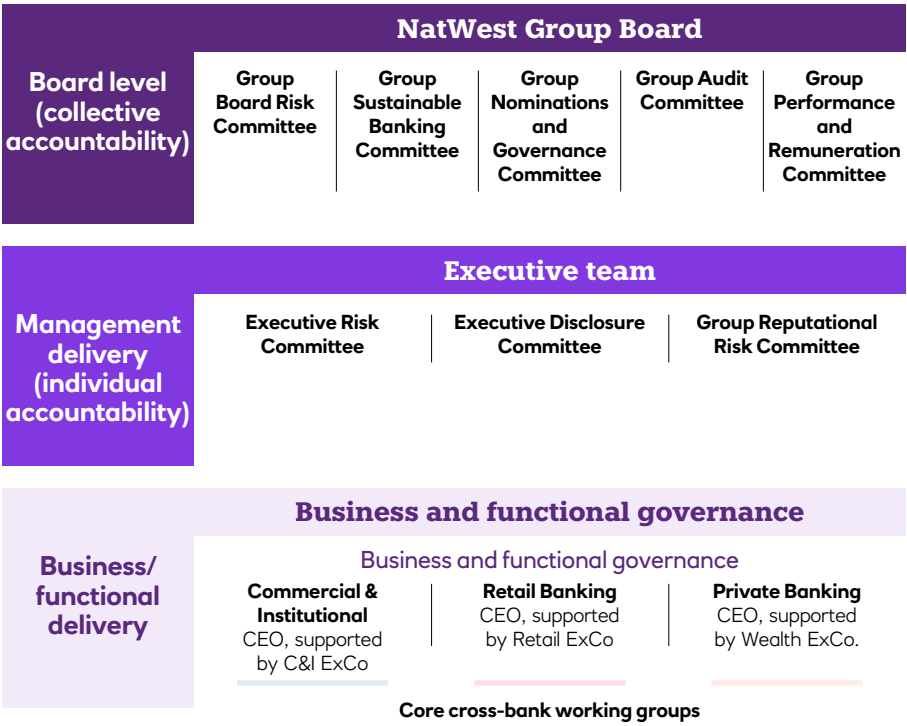 NatWest Group Board
Board level
(collective
accountability)
Group
Board Risk
Committee
Group
Sustainable
Banking
Committee
Group
Nominations
and
Governance
Committee
Group Audit
Committee
Group
Performance
and
Remuneration
Committee
Executive team
Management
delivery
(individual
accountability)
Executive Risk
Committee
Executive Disclosure
Committee
Group Reputational
Risk Committee
Business and functional governance
Business/
functional
delivery
Business and functional governance
Commercial &
Institutional
CEO, supported
by C&I ExCo
Retail Banking
CEO, supported
by Retail ExCo
Private Banking
CEO, supported
by Wealth ExCo.
Core cross-bank working groups